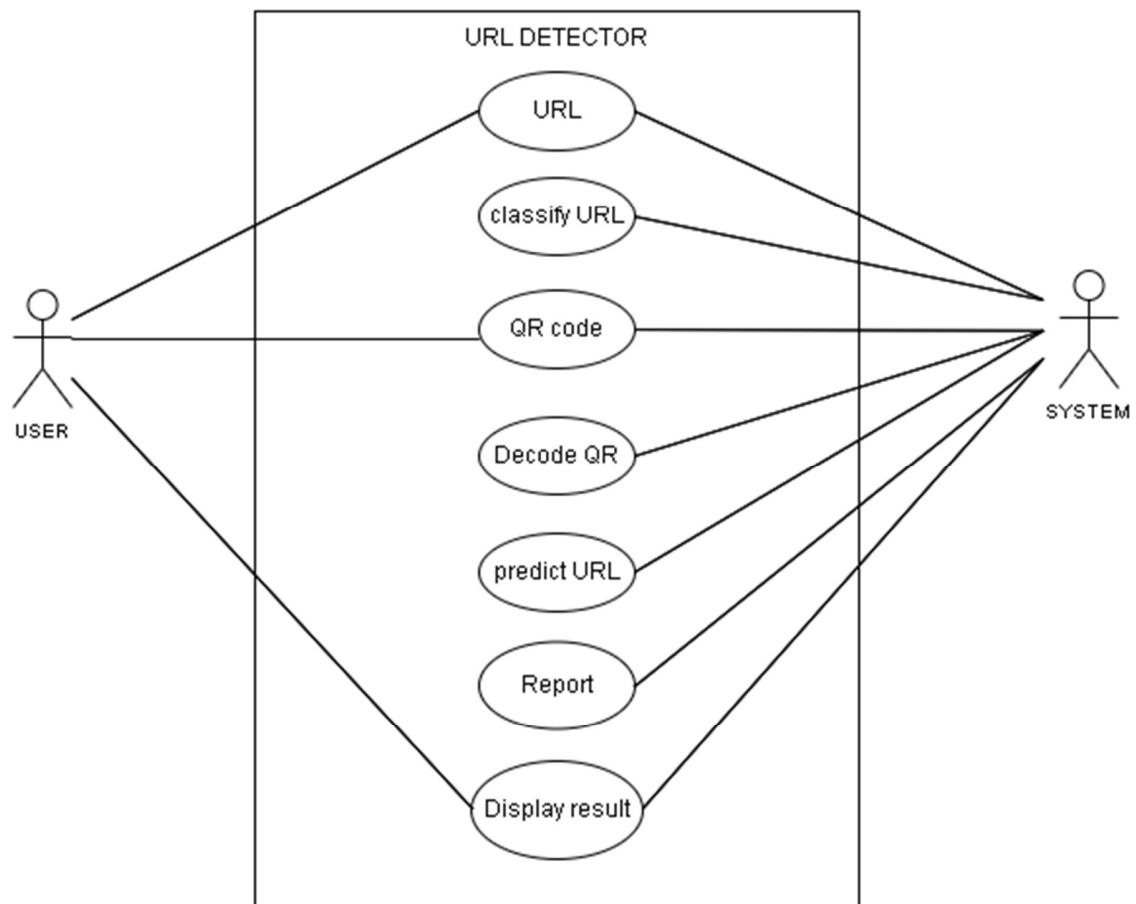 URL DETECTOR
URL
classify URL
QR code
USER
SYSTEM
Decode QR
predict URL
Report
Display result